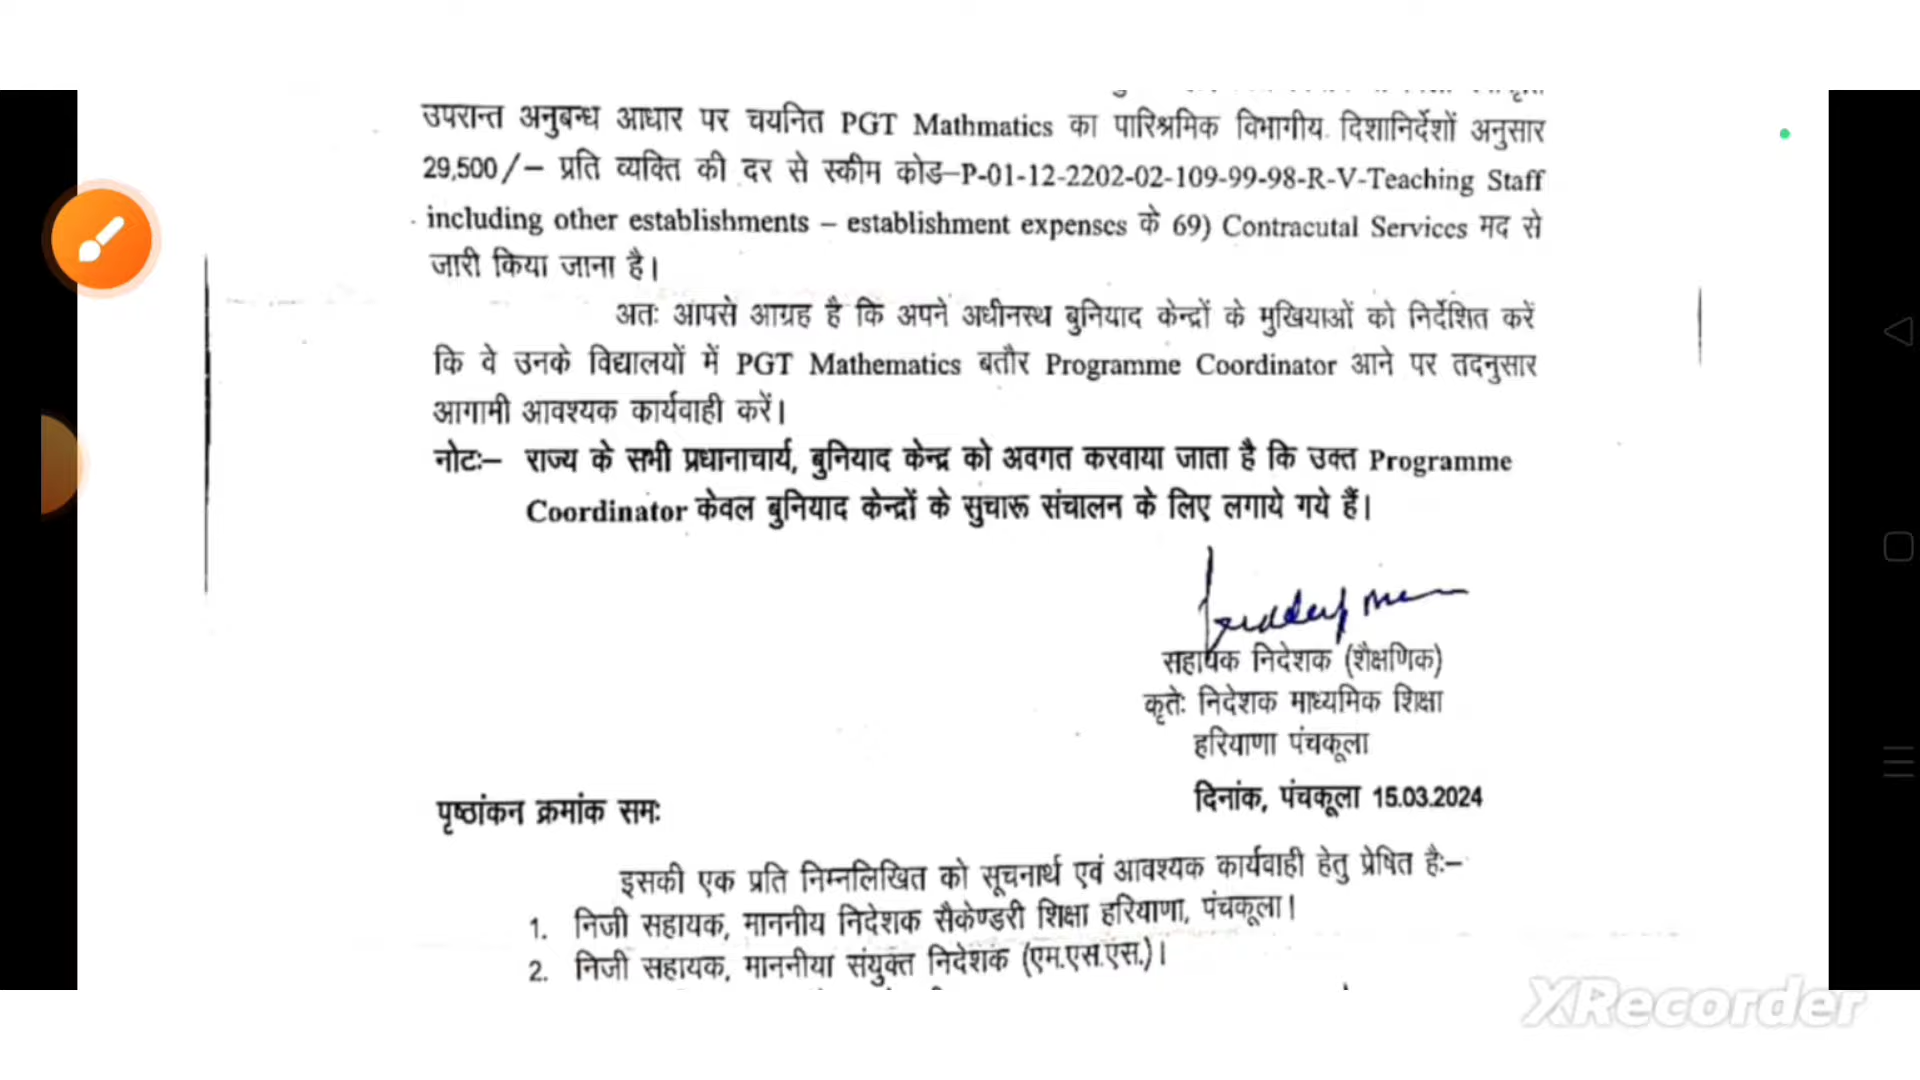 उपरान्त अनुबन्ध आधार पर चयनित PGT Mathmatics का पारिश्रमिक विभागीय दिशानिर्देशों अनुसार
29,500/– प्रति व्यक्ति की दर से स्कीम कोड–P-01-12-2202-02-109-99-98-R-V-Teaching Staff
including other establishments – establishment expenses के 69) Contracutal Services मद से
जारी किया जाना है।
अतः आपसे आग्रह है कि अपने अधीनस्थ बुनियाद केन्द्रों के मुखियाओं को निर्देशित करें
कि वे उनके विद्यालयों में PGT Mathematics बतौर Programme Coordinator आने पर तदनुसार
आगामी आवश्यक कार्यवाही करें।
नोटः– राज्य के सभी प्रधानाचार्य, बुनियाद केन्द्र को अवगत करवाया जाता है कि उक्त Programme
Coordinator केवल बुनियाद केन्द्रों के सुचारू संचालन के लिए लगाये गये हैं।
सहायक निदेशक (शैक्षणिक)
कृतेः निदेशक माध्यमिक शिक्षा
हरियाणा पंचकूला
पृष्ठांकन क्रमांक समः दिनांक, पंचकूला 15.03.2024
इसकी एक प्रति निम्नलिखित को सूचनार्थ एवं आवश्यक कार्यवाही हेतु प्रेषित हैः–
1. निजी सहायक, माननीय निदेशक सैकेण्डरी शिक्षा हरियाणा, पंचकूला।
2. निजी सहायक, माननीया संयुक्त निदेशक (एम.एस.एस.)।
XRecorder